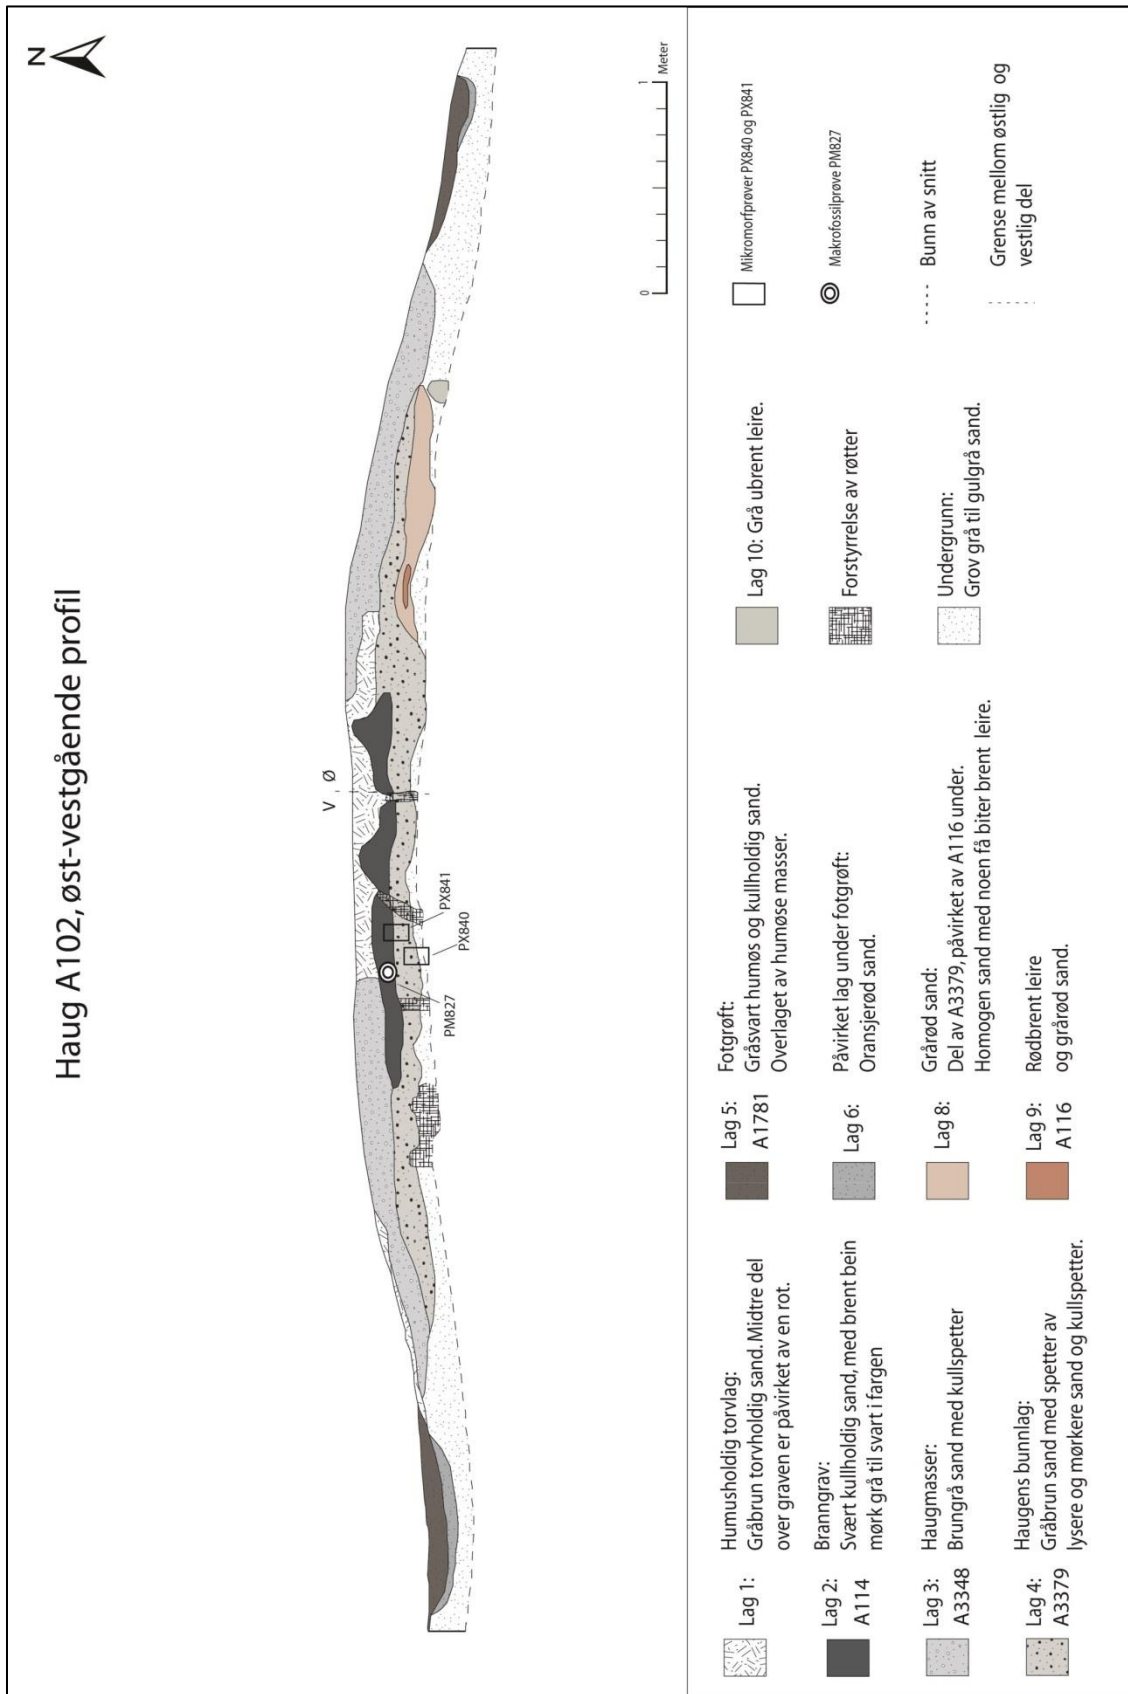 Haug A102, øst-vestgående profil
N
V Ø
PM827
PX840
PX841
0 1
Meter
Lag 1: Humusholdig torvlag:
Gråbrun torvholdig sand. Midtre del
over graven er påvirket av en rot.
Lag 2: Branngrav:
A114 Svært kullholdig sand, med brent bein
mørk grå til svart i fargen
Lag 3: Haugmasser:
A3348 Brungrå sand med kullspetter
Lag 4: Haugens bunnlag:
A3379 Gråbrun sand med spetter av
lysere og mørkere sand og kullspetter.
Lag 5: Fotgrøft:
A1781 Gråsvart humøs og kullholdig sand.
Overlaget av humøse masser.
Lag 6: Påvirket lag under fotgrøft:
Oransjerød sand.
Lag 8: Grårød sand:
Del av A3379, påvirket av A116 under.
Homogen sand med noen få biter brent leire.
Lag 9: Rødbrent leire
A116 og grårød sand.
Lag 10: Grå ubrent leire.
Forstyrrelse av røtter
Undergrunn:
Grov grå til gulgrå sand.
Mikromorfprøver PX840 og PX841
Makrofossilprøve PM827
Bunn av snitt
Grense mellom østlig og
vestlig del